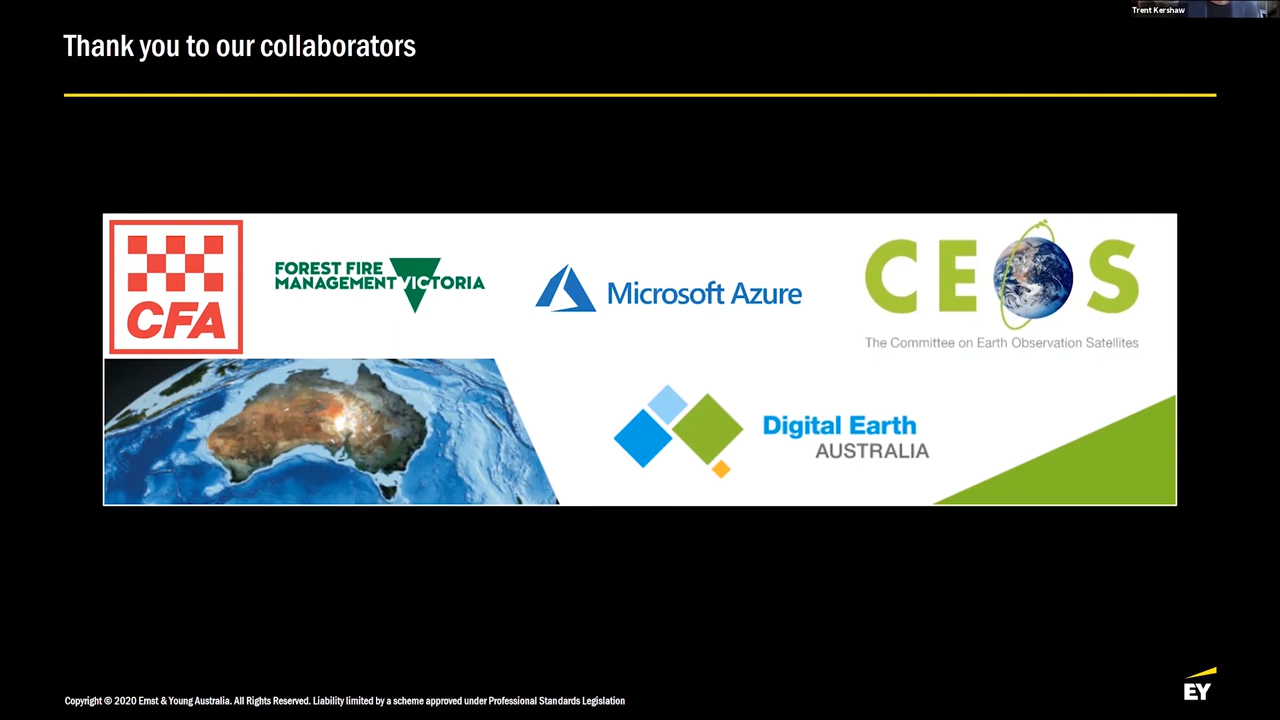 Trent Kershaw
Thank you to our collaborators
CFA
FOREST FIRE
MANAGEMENT VICTORIA
Microsoft Azure
CEOS
The Committee on Earth Observation Satellites
Digital Earth
AUSTRALIA
Copyright © 2020 Ernst & Young Australia. All Rights Reserved. Liability limited by a scheme approved under Professional Standards Legislation
EY